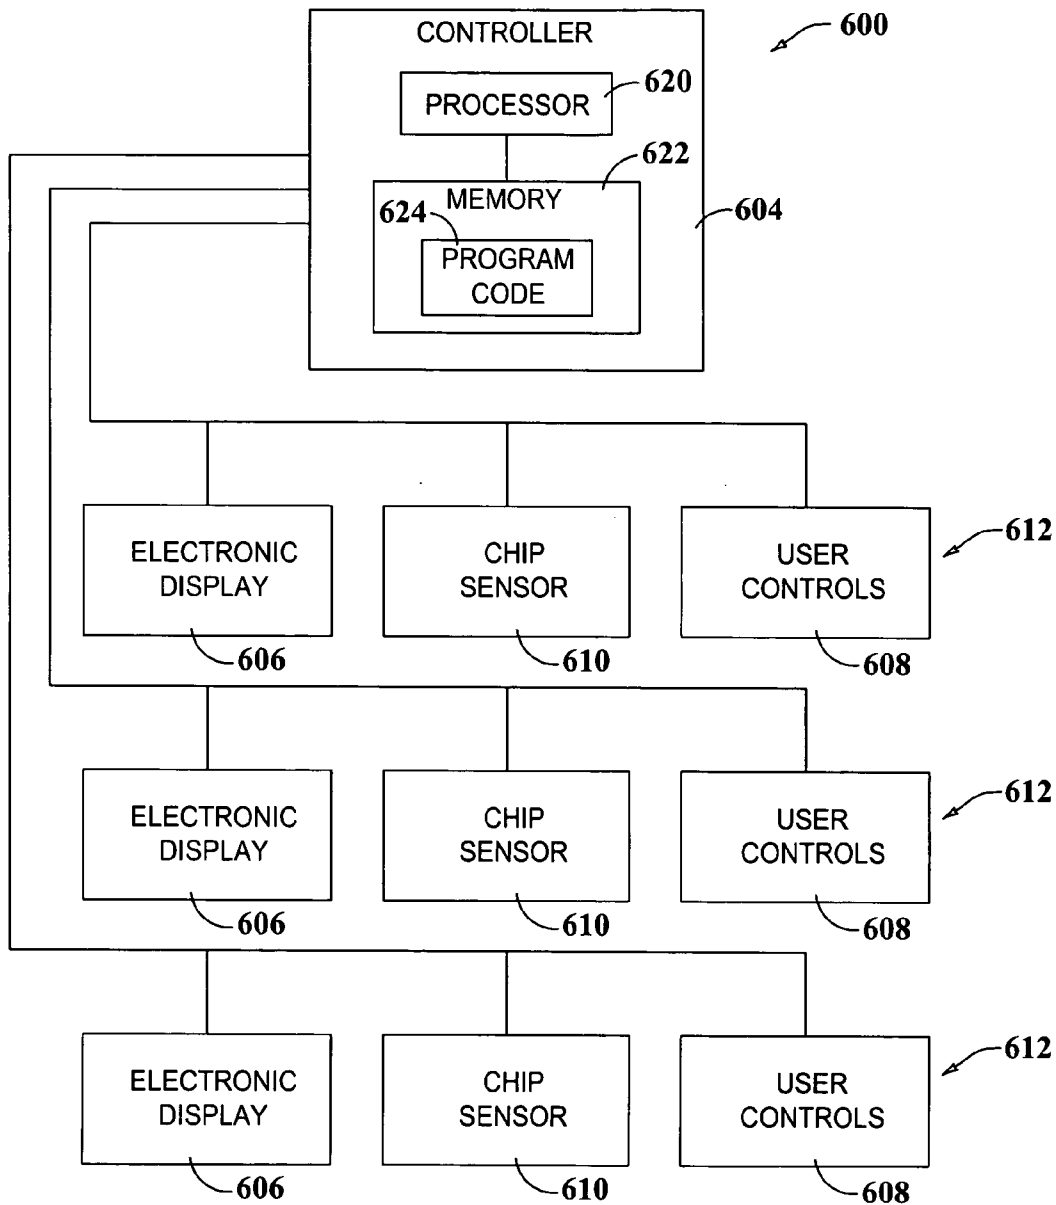 CONTROLLER
600
PROCESSOR
620
622
MEMORY
624
604
PROGRAM
CODE
ELECTRONIC
DISPLAY
CHIP
SENSOR
USER
CONTROLS
612
606
610
608
ELECTRONIC
DISPLAY
CHIP
SENSOR
USER
CONTROLS
612
606
610
608
ELECTRONIC
DISPLAY
CHIP
SENSOR
USER
CONTROLS
612
606
610
608